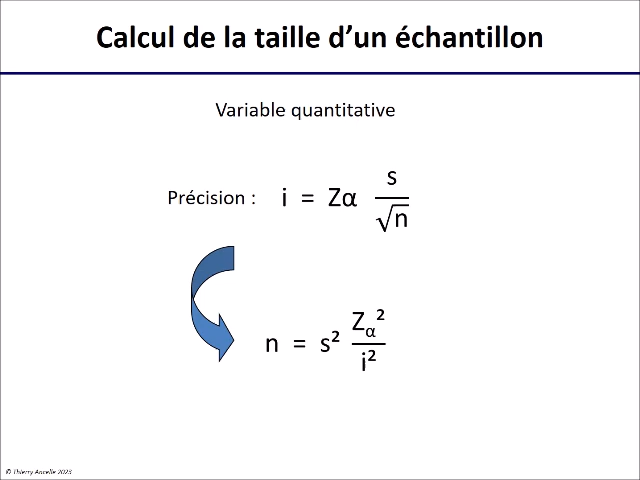 Calcul de la taille d’un échantillon
Variable quantitative
Précision : i = Zα s/√n
n = s² Zα²/i²
© Thierry Ancelle 2023